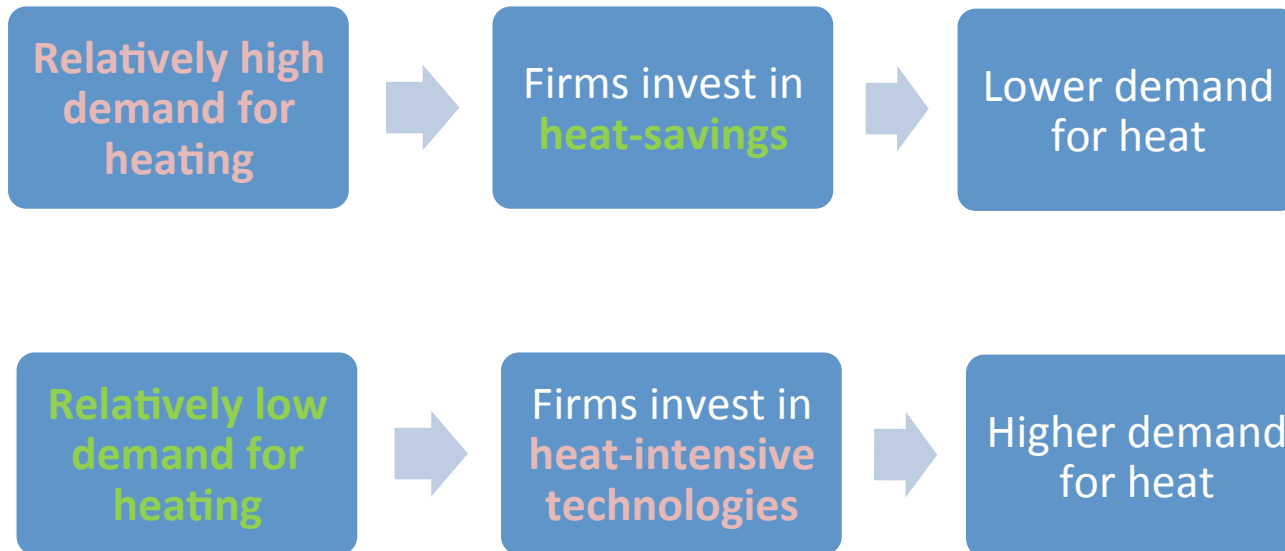 Relatively high
demand for
heating
Firms invest in
heat-savings
Lower demand
for heat
Relatively low
demand for
heating
Firms invest in
heat-intensive
technologies
Higher demand
for heat